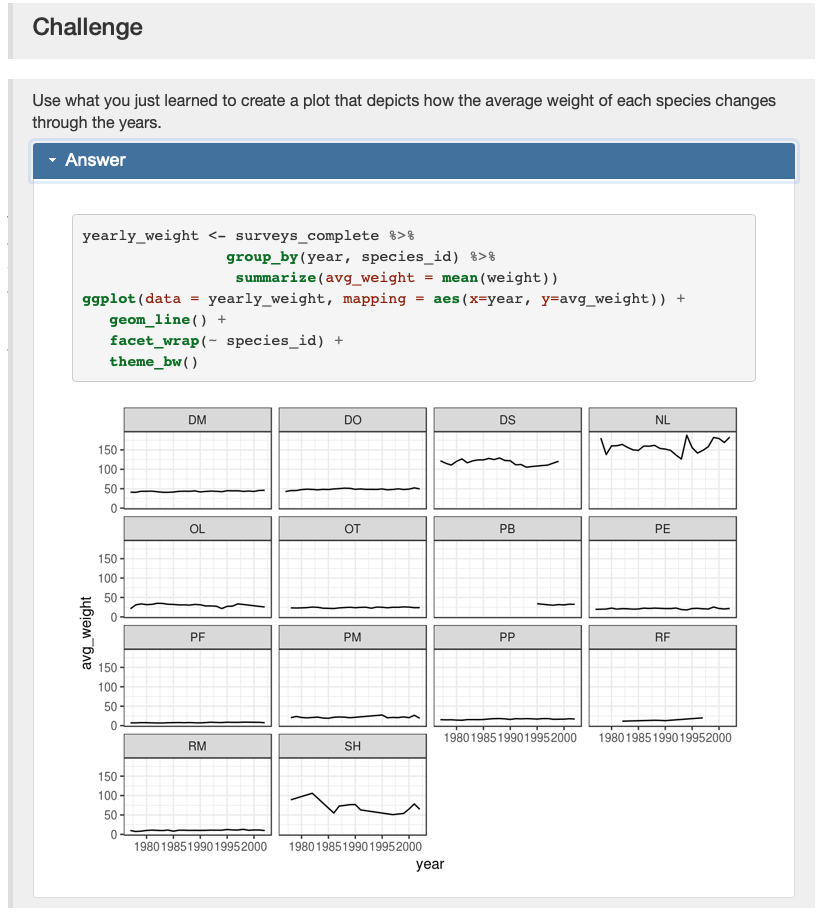 Challenge
Use what you just learned to create a plot that depicts how the average weight of each species changes
through the years.
Answer
yearly_weight <- surveys_complete %>%
                group_by(year, species_id) %>%
                 summarize(avg_weight = mean(weight))
ggplot(data = yearly_weight, mapping = aes(x=year, y=avg_weight)) +
   geom_line() +
   facet_wrap(~ species_id) +
   theme_bw()
DM DO DS NL
150
100
50
0
OL OT PB PE
150
100
50
0
avg_weight
PF PM PP RF
150
100
50
0
1980 1985 1990 1995 2000 1980 1985 1990 1995 2000
RM SH
150
100
50
0
1980 1985 1990 1995 2000 1980 1985 1990 1995 2000
year